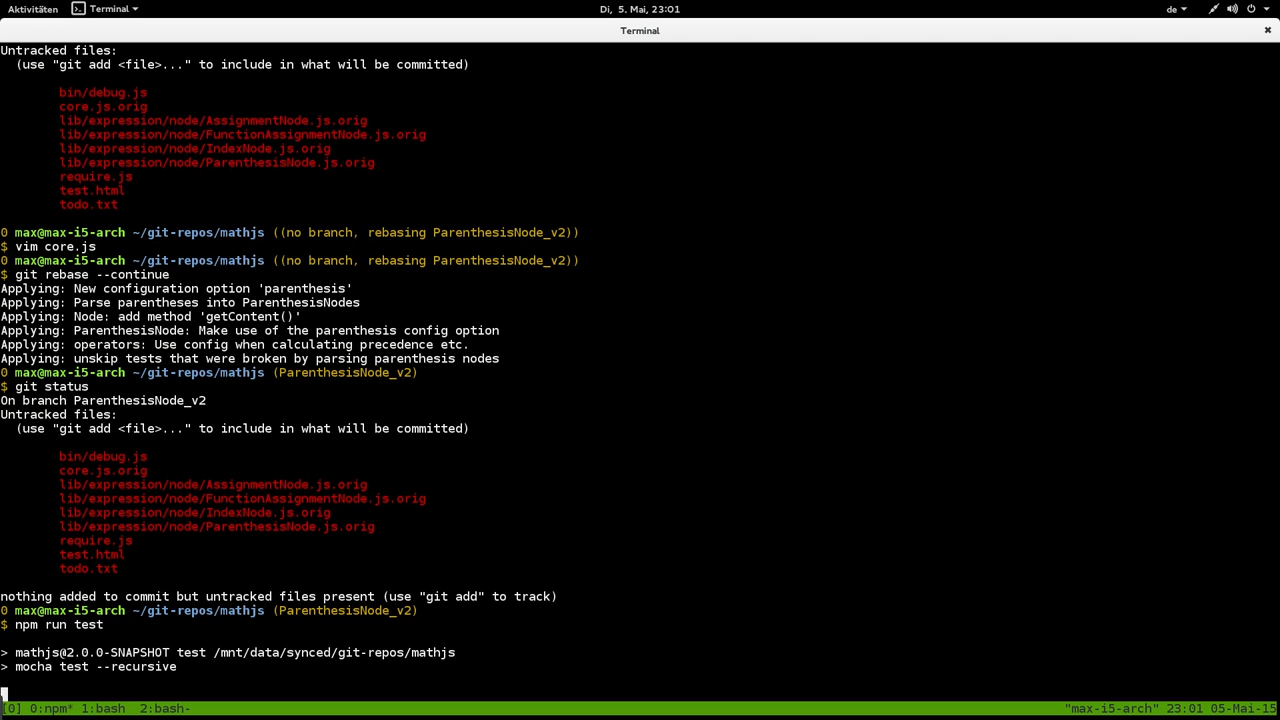 Aktivitäten Terminal Di, 5. Mai, 23:01 de
Terminal
Untracked files:
  (use "git add <file>..." to include in what will be committed)
        bin/debug.js
        core.js.orig
        lib/expression/node/AssignmentNode.js.orig
        lib/expression/node/FunctionAssignmentNode.js.orig
        lib/expression/node/IndexNode.js.orig
        lib/expression/node/ParenthesisNode.js.orig
        require.js
        test.html
        todo.txt
0 max@max-i5-arch ~/git-repos/mathjs ((no branch, rebasing ParenthesisNode_v2))
$ vim core.js
0 max@max-i5-arch ~/git-repos/mathjs ((no branch, rebasing ParenthesisNode_v2))
$ git rebase --continue
Applying: New configuration option 'parenthesis'
Applying: Parse parentheses into ParenthesisNodes
Applying: Node: add method 'getContent()'
Applying: ParenthesisNode: Make use of the parenthesis config option
Applying: operators: Use config when calculating precedence etc.
Applying: unskip tests that were broken by parsing parenthesis nodes
0 max@max-i5-arch ~/git-repos/mathjs (ParenthesisNode_v2)
$ git status
On branch ParenthesisNode_v2
Untracked files:
  (use "git add <file>..." to include in what will be committed)
        bin/debug.js
        core.js.orig
        lib/expression/node/AssignmentNode.js.orig
        lib/expression/node/FunctionAssignmentNode.js.orig
        lib/expression/node/IndexNode.js.orig
        lib/expression/node/ParenthesisNode.js.orig
        require.js
        test.html
        todo.txt
nothing added to commit but untracked files present (use "git add" to track)
0 max@max-i5-arch ~/git-repos/mathjs (ParenthesisNode_v2)
$ npm run test
> mathjs@2.0.0-SNAPSHOT test /mnt/data/synced/git-repos/mathjs
> mocha test --recursive
[0] 0:npm* 1:bash  2:bash- "max-i5-arch" 23:01 05-Mai-15